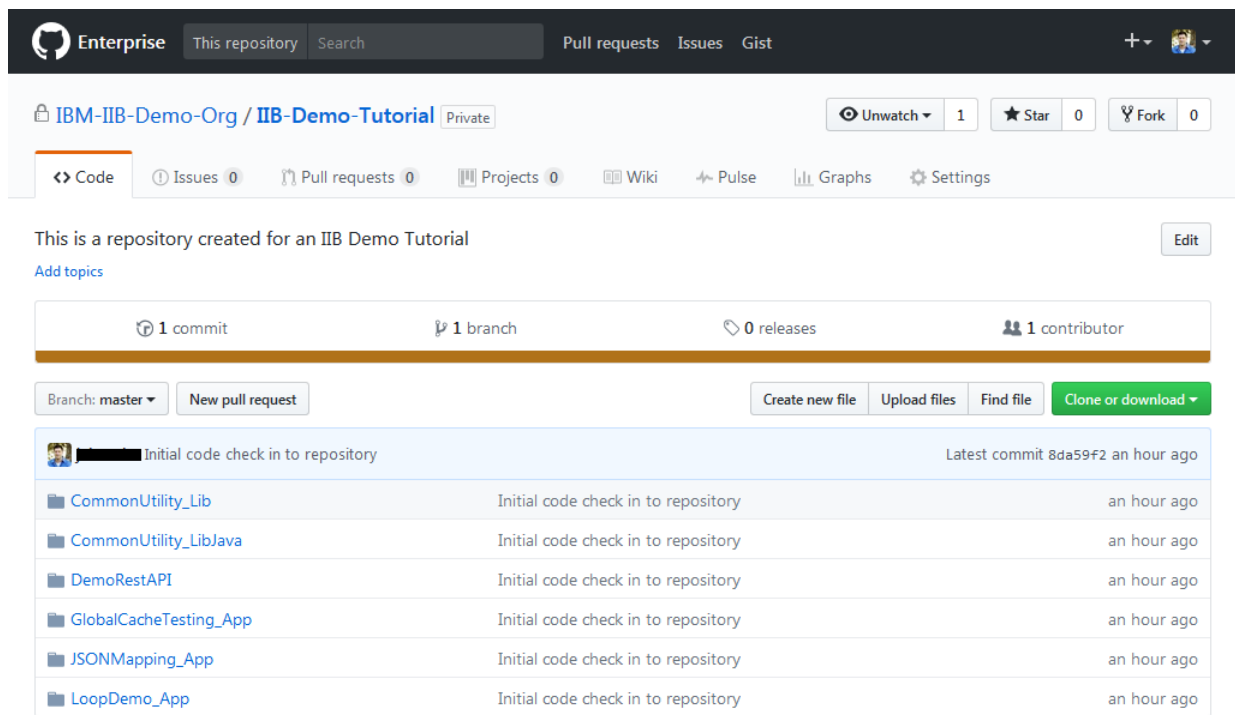 Enterprise This repository Search Pull requests Issues Gist
IBM-IIB-Demo-Org / IIB-Demo-Tutorial Private Unwatch 1 Star 0 Fork 0
Code Issues 0 Pull requests 0 Projects 0 Wiki Pulse Graphs Settings
This is a repository created for an IIB Demo Tutorial Edit
Add topics
1 commit 1 branch 0 releases 1 contributor
Branch: master New pull request Create new file Upload files Find file Clone or download
Initial code check in to repository Latest commit 8da59f2 an hour ago
CommonUtility_Lib Initial code check in to repository an hour ago
CommonUtility_LibJava Initial code check in to repository an hour ago
DemoRestAPI Initial code check in to repository an hour ago
GlobalCacheTesting_App Initial code check in to repository an hour ago
JSONMapping_App Initial code check in to repository an hour ago
LoopDemo_App Initial code check in to repository an hour ago